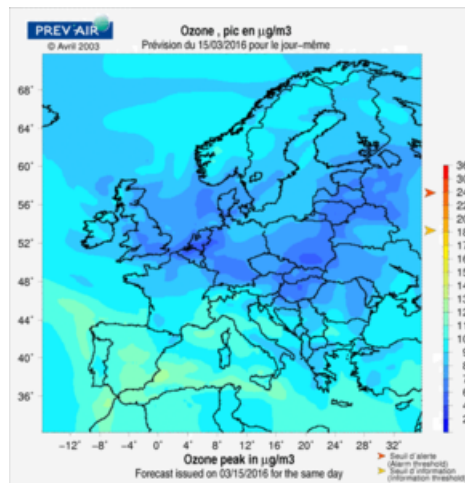 PREV'AIR
© Avril 2003
Ozone , pic en µg/m3
Prévision du 15/03/2016 pour le jour-même
68°
64°
60°
56°
52°
48°
44°
40°
36°
-12° -8° -4° 0° 4° 8° 12° 16° 20° 24° 28° 32°
Ozone peak in µg/m3
Forecast issued on 03/15/2016 for the same day
Seuil d'alerte
(Alarm threshold)
Seuil d'information
(Information threshold)